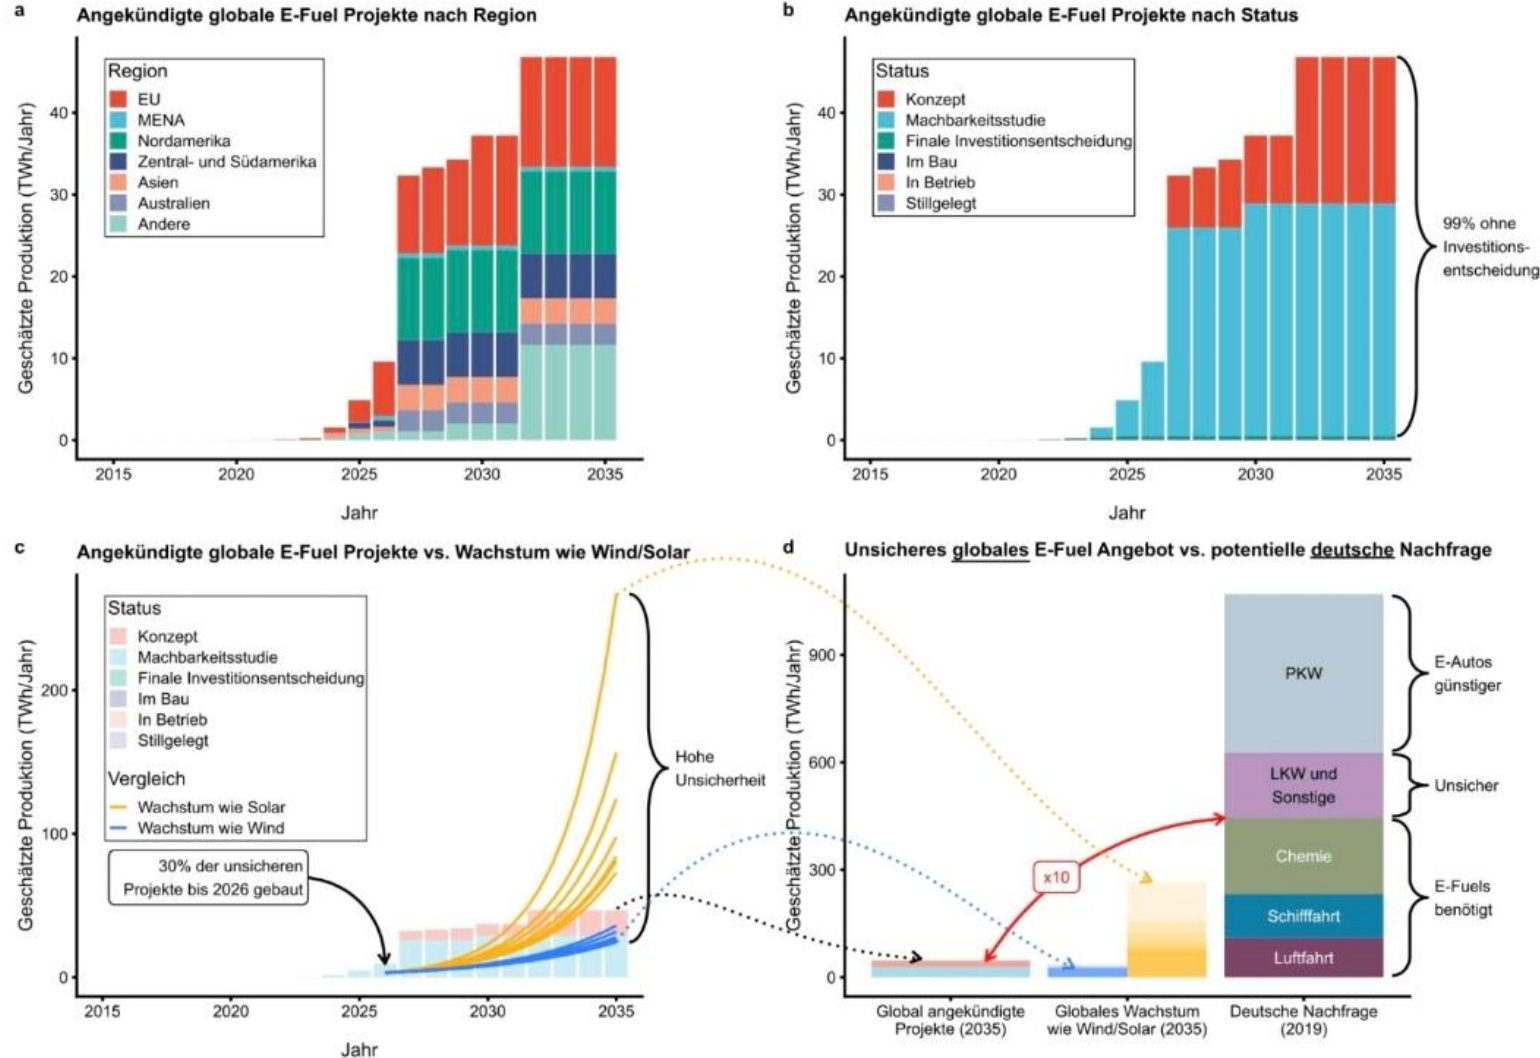 a
Angekündigte globale E-Fuel Projekte nach Region
Geschätzte Produktion (TWh/Jahr)
40
30
20
10
0
Region
EU
MENA
Nordamerika
Zentral- und Südamerika
Asien
Australien
Andere
2015
2020
2025
2030
2035
Jahr
b
Angekündigte globale E-Fuel Projekte nach Status
Geschätzte Produktion (TWh/Jahr)
40
30
20
10
0
Status
Konzept
Machbarkeitsstudie
Finale Investitionsentscheidung
Im Bau
In Betrieb
Stillgelegt
99% ohne
Investitions-
entscheidung
2015
2020
2025
2030
2035
Jahr
c
Angekündigte globale E-Fuel Projekte vs. Wachstum wie Wind/Solar
Geschätzte Produktion (TWh/Jahr)
200
100
0
Status
Konzept
Machbarkeitsstudie
Finale Investitionsentscheidung
Im Bau
In Betrieb
Stillgelegt
Vergleich
Wachstum wie Solar
Wachstum wie Wind
30% der unsicheren
Projekte bis 2026 gebaut
Hohe
Unsicherheit
2015
2020
2025
2030
2035
Jahr
d
Unsicheres globales E-Fuel Angebot vs. potentielle deutsche Nachfrage
Geschätzte Produktion (TWh/Jahr)
900
600
300
0
PKW
LKW und
Sonstige
Chemie
Schifffahrt
Luftfahrt
x10
E-Autos
günstiger
Unsicher
E-Fuels
benötigt
Global angekündigte
Projekte (2035)
Globales Wachstum
wie Wind/Solar (2035)
Deutsche Nachfrage
(2019)